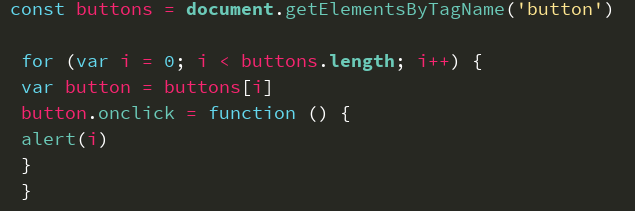 const buttons = document.getElementsByTagName('button')
for (var i = 0; i < buttons.length; i++) {
var button = buttons[i]
button.onclick = function () {
alert(i)
}
}